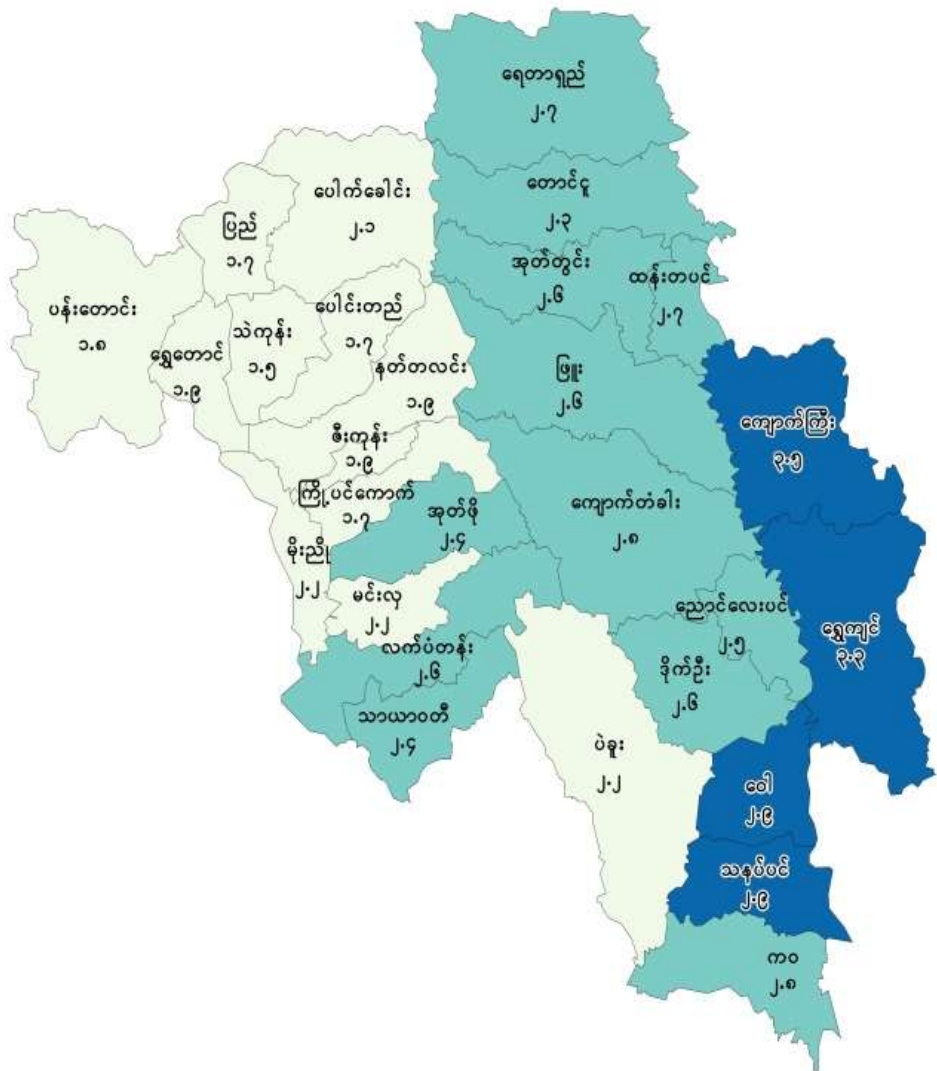 ရေတာရှည်
၂.၇
တောင်ငူ
၂.၃
ပေါက်ခေါင်း
၂.၁
ပြည်
၁.၇
အုတ်တွင်း
၂.၆
ထန်းတပင်
၂.၇
ပန်းတောင်း
၁.၈
ရွှေတောင်
၁.၉
သဲကုန်း
၁.၅
ပေါင်းတည်
၁.၇
နတ်တလင်း
၁.၉
ဖြူး
၂.၆
ကျောက်ကြီး
၃.၅
ဇီးကုန်း
၁.၉
ကြို့ပင်ကောက်
၁.၇
အုတ်ဖို
၂.၄
ကျောက်တံခါး
၂.၈
မိုးညို
၂.၂
မင်းလှ
၂.၂
ညောင်လေးပင်
၂.၅
ရွှေကျင်
၃.၃
လက်ပံတန်း
၂.၆
ဒိုက်ဦး
၂.၆
သာယာဝတီ
၂.၄
ပဲခူး
၂.၂
ဝေါ
၂.၉
သနပ်ပင်
၂.၉
ကဝ
၂.၈